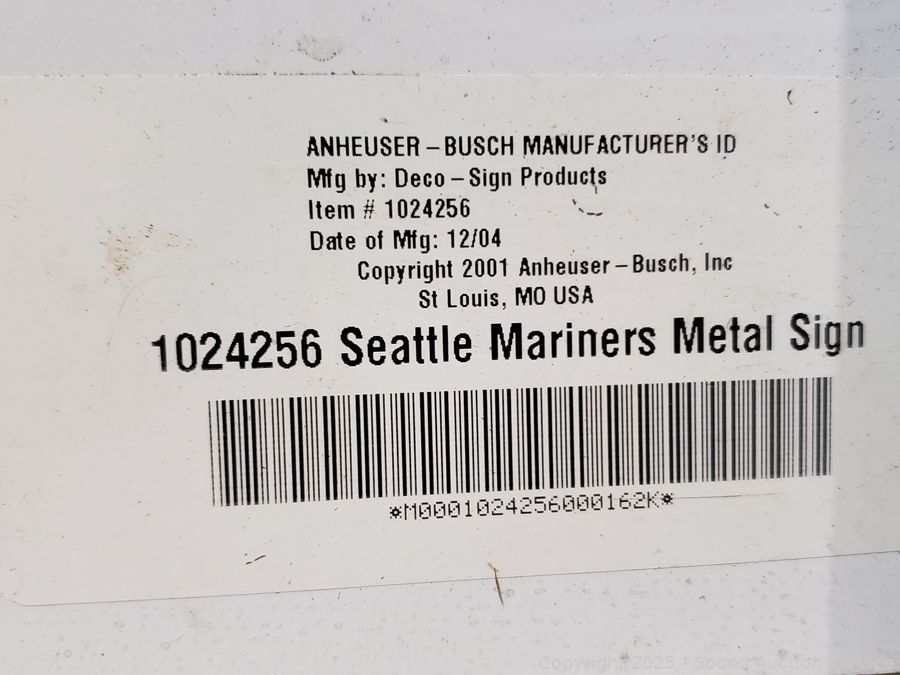 ANHEUSER – BUSCH MANUFACTURER'S ID
Mfg by: Deco – Sign Products
Item # 1024256
Date of Mfg: 12/04
Copyright 2001 Anheuser – Busch, Inc
St Louis, MO USA
1024256 Seattle Mariners Metal Sign
*M0001024256000162K*
Copyright 2025 - Sound Auction Service